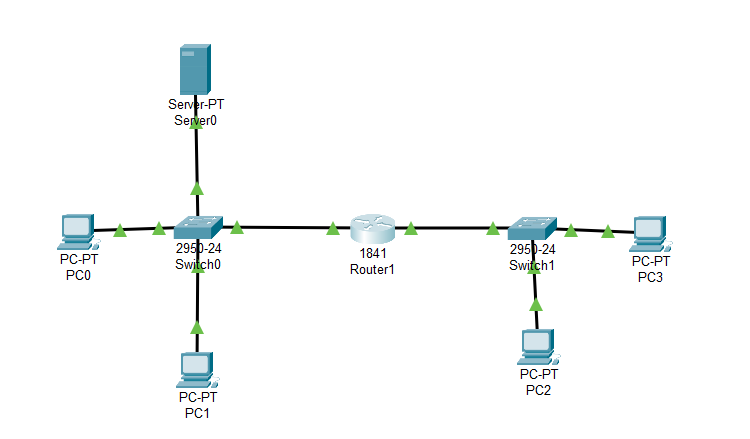 Server-PT
Server0
PC-PT
PC0
2950-24
Switch0
1841
Router1
2950-24
Switch1
PC-PT
PC3
PC-PT
PC1
PC-PT
PC2